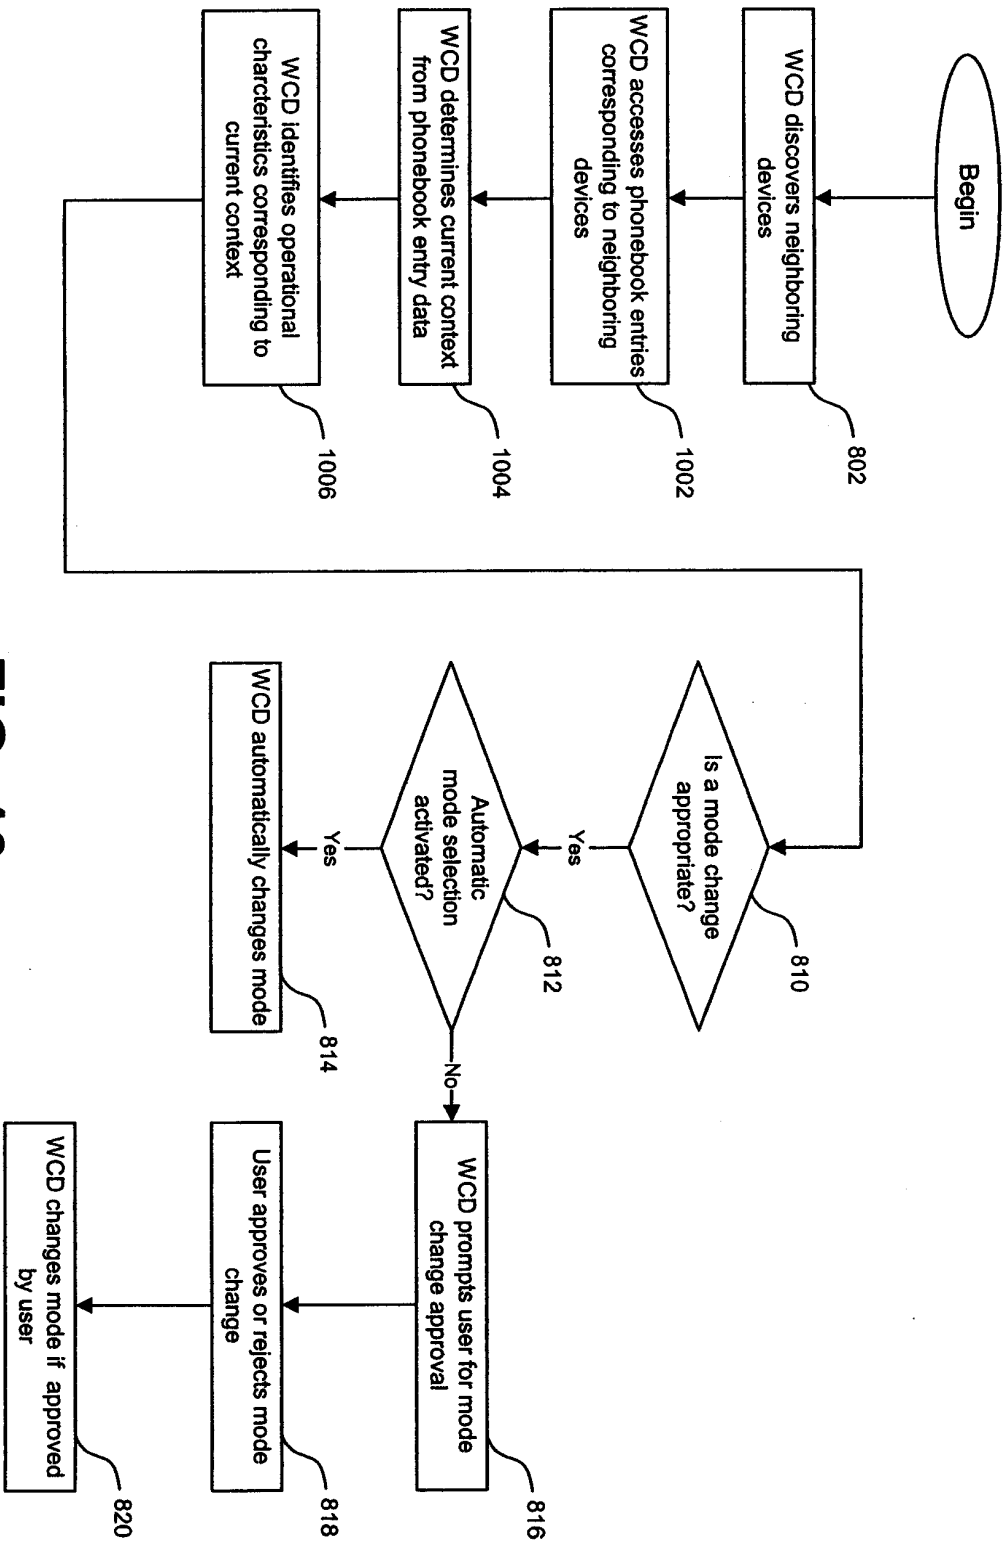 Begin
WCD discovers neighboring
devices
802
WCD accesses phonebook entries
corresponding to neighboring
devices
1002
WCD determines current context
from phonebook entry data
1004
WCD identifies operational
charcteristics corresponding to
current context
1006
Is a mode change
appropriate?
810
Yes
Automatic
mode selection
activated?
812
Yes
No
WCD automatically changes mode
814
WCD prompts user for mode
change approval
816
User approves or rejects mode
change
818
WCD changes mode if approved
by user
820